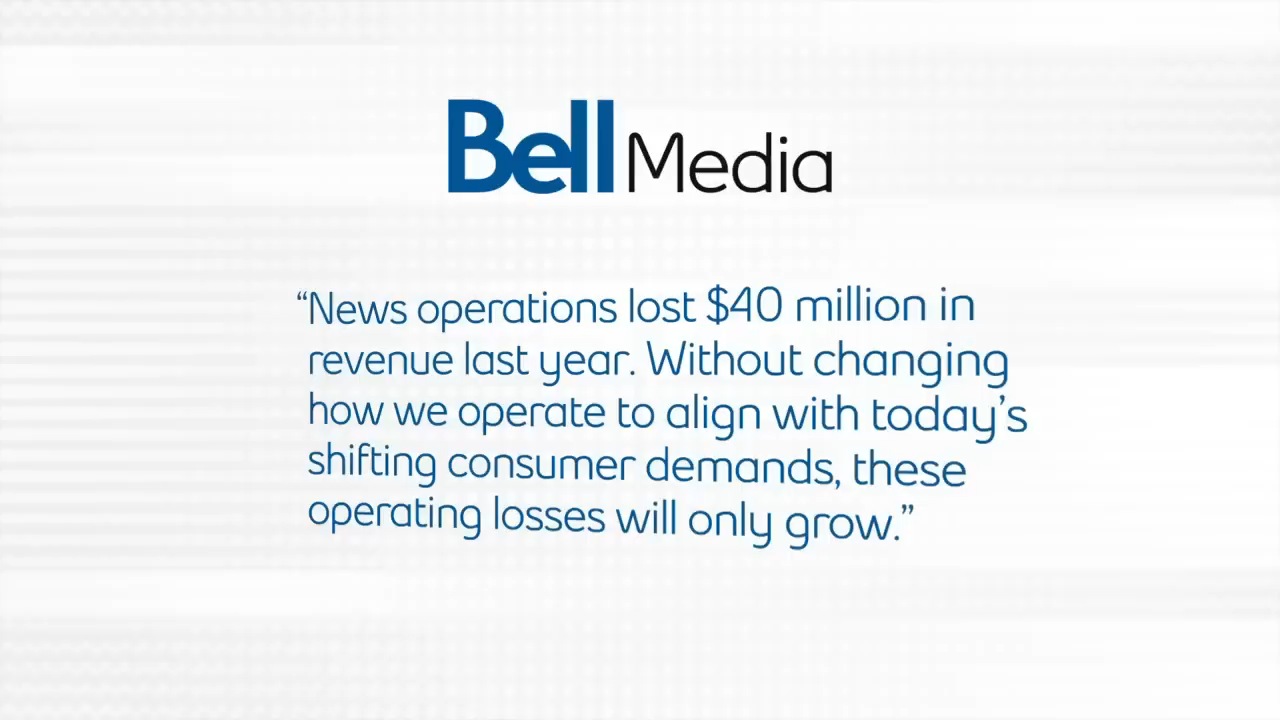 Bell Media
“News operations lost $40 million in
revenue last year. Without changing
how we operate to align with today’s
shifting consumer demands, these
operating losses will only grow.”